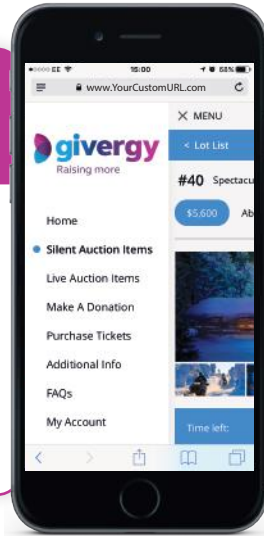 EE 15:00 68%
www.YourCustomURL.com
MENU
givergy
Raising more
< Lot List
#40 Spectacu
$5,600 Ab
Home
Silent Auction Items
Live Auction Items
Make A Donation
Purchase Tickets
Additional Info
FAQs
My Account
Time left: